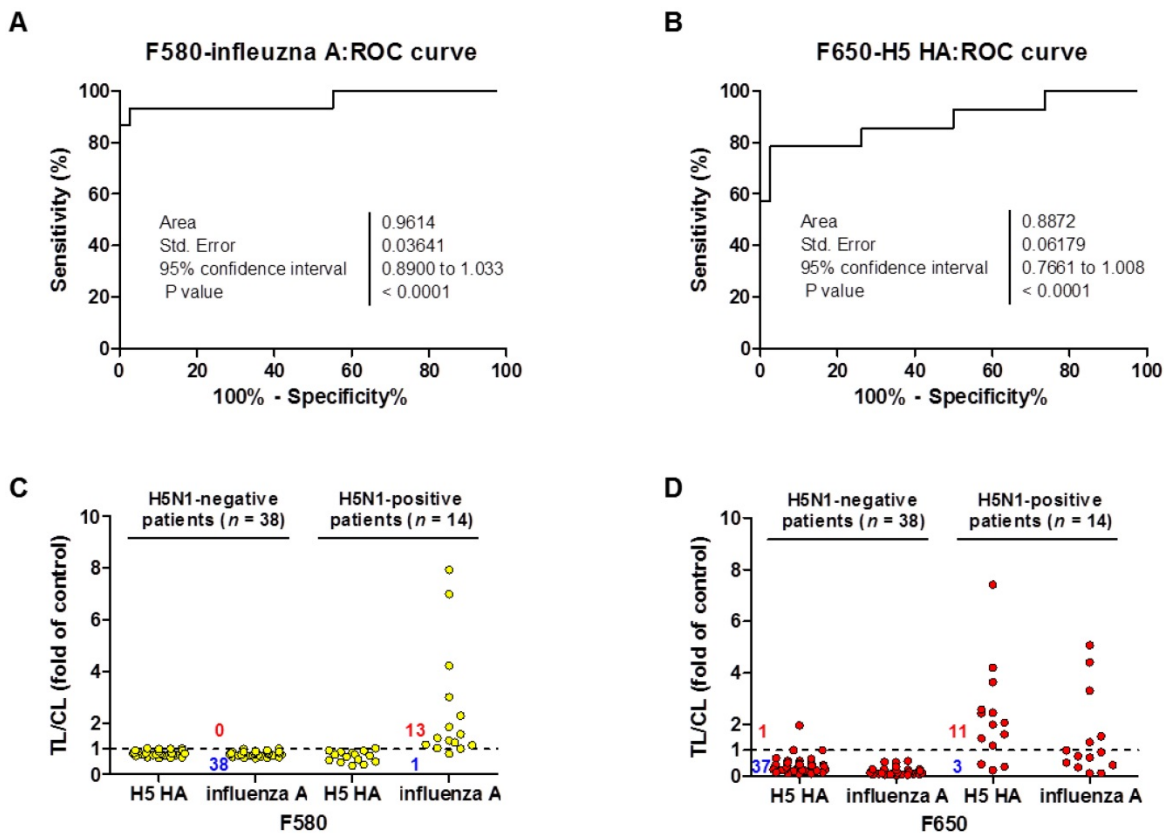 A
F580-infleuzna A:ROC curve
100
80
60
40
20
0
Sensitivity (%)
Area 0.9614
Std. Error 0.03641
95% confidence interval 0.8900 to 1.033
P value < 0.0001
0 20 40 60 80 100
100% - Specificity%
B
F650-H5 HA:ROC curve
100
80
60
40
20
0
Sensitivity (%)
Area 0.8872
Std. Error 0.06179
95% confidence interval 0.7661 to 1.008
P value < 0.0001
0 20 40 60 80 100
100% - Specificity%
C
H5N1-negative
patients (n = 38)
H5N1-positive
patients (n = 14)
10
8
6
4
2
1
0
TL/CL (fold of control)
0
38
13
1
H5 HA influenza A H5 HA influenza A
F580
D
H5N1-negative
patients (n = 38)
H5N1-positive
patients (n = 14)
10
8
6
4
2
1
0
TL/CL (fold of control)
1
37
11
3
H5 HA influenza A H5 HA influenza A
F650